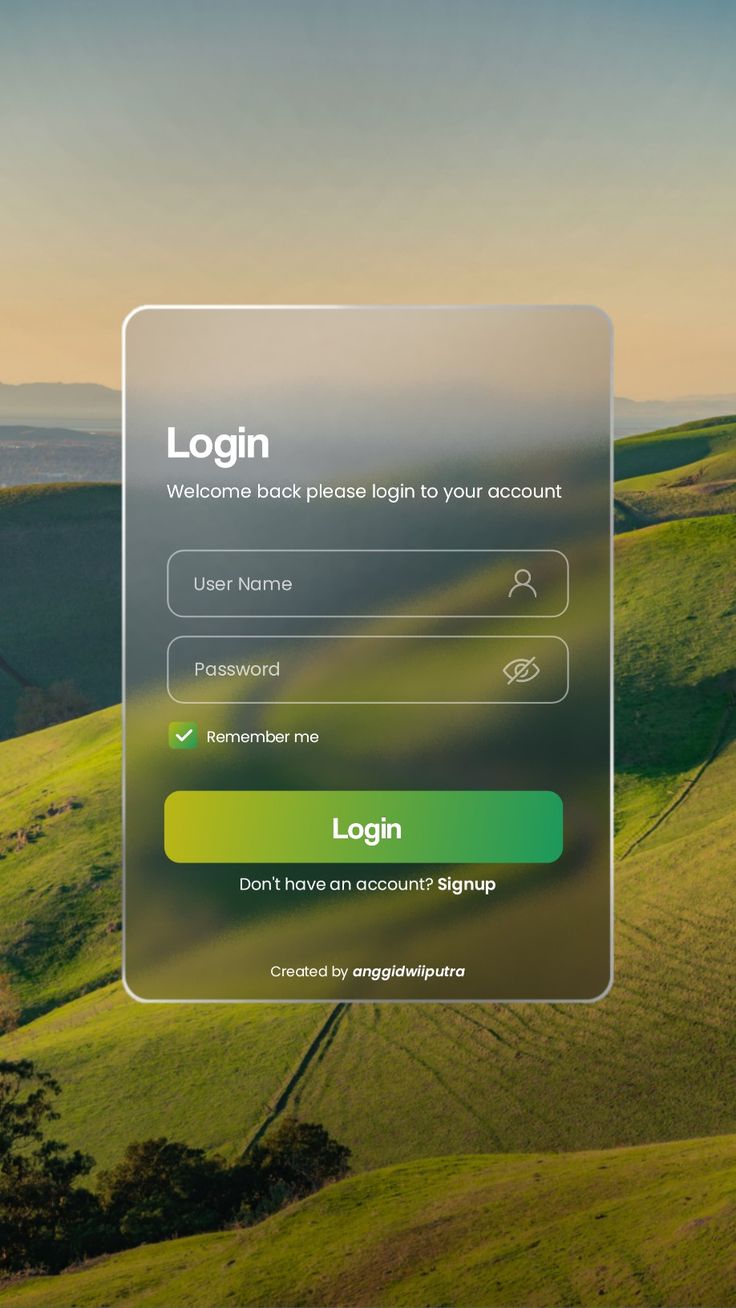 Login
Welcome back please login to your account
User Name
Password
Remember me
Login
Don't have an account? Signup
Created by anggidwiiputra